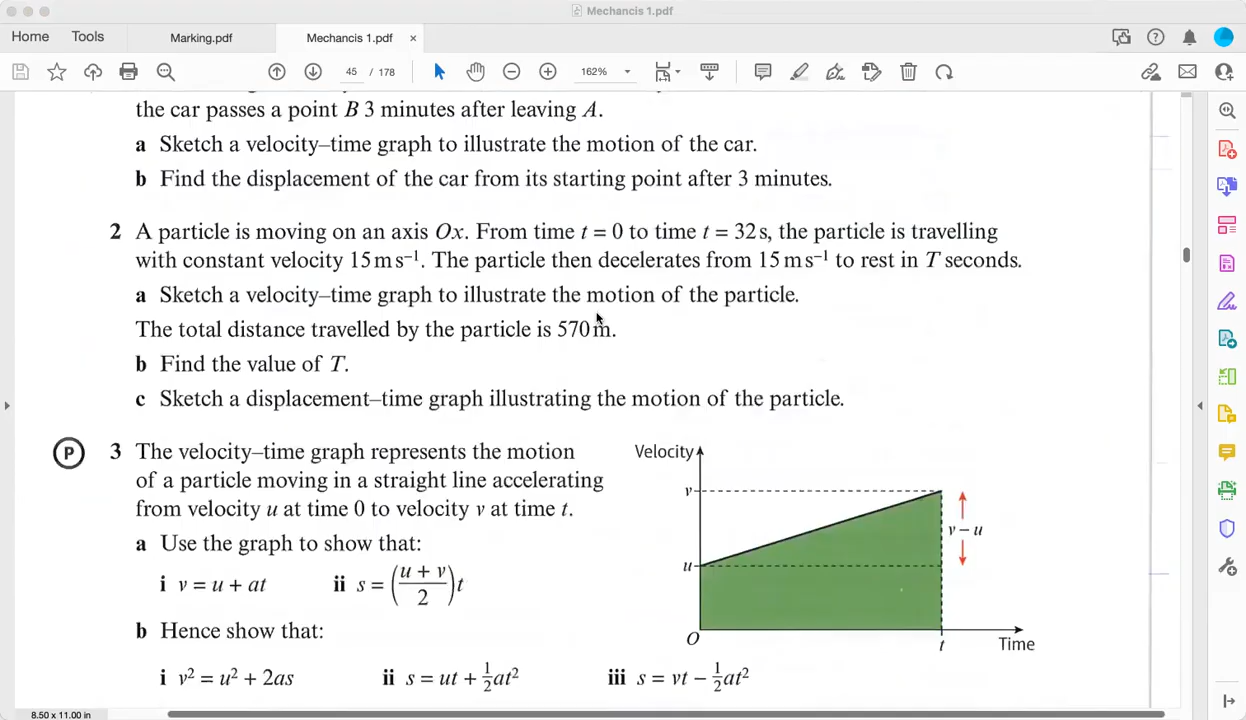 Mechancis 1.pdf
Home
Tools
Marking.pdf
Mechancis 1.pdf ×
45 / 178
162%
the car passes a point B 3 minutes after leaving A.
a Sketch a velocity–time graph to illustrate the motion of the car.
b Find the displacement of the car from its starting point after 3 minutes.
2 A particle is moving on an axis Ox. From time t = 0 to time t = 32 s, the particle is travelling
with constant velocity 15 m s⁻¹. The particle then decelerates from 15 m s⁻¹ to rest in T seconds.
a Sketch a velocity–time graph to illustrate the motion of the particle.
The total distance travelled by the particle is 570 m.
b Find the value of T.
c Sketch a displacement–time graph illustrating the motion of the particle.
P 3 The velocity–time graph represents the motion
of a particle moving in a straight line accelerating
from velocity u at time 0 to velocity v at time t.
a Use the graph to show that:
i v = u + at ii s = ((u + v)/2)t
b Hence show that:
i v² = u² + 2as ii s = ut + ½at² iii s = vt − ½at²
Velocity
v
v − u
u
O
t
Time
8.50 x 11.00 in